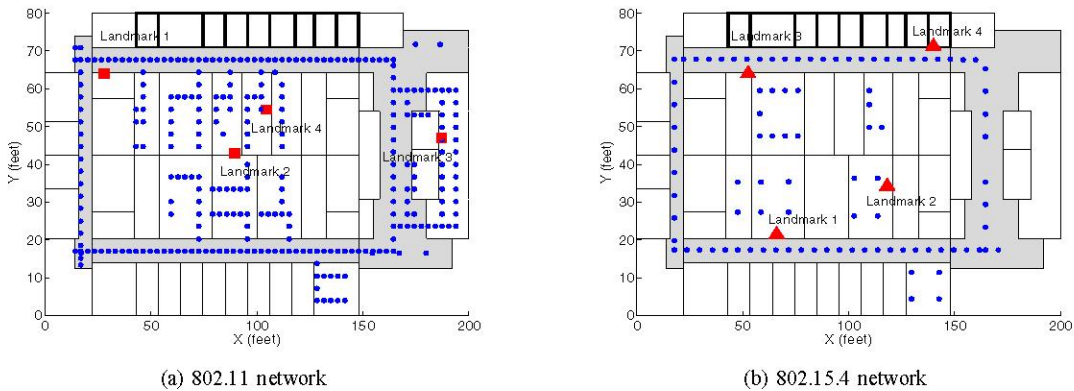 80
70
60
50
40
30
20
10
0
Y (feet)
0
50
100
150
200
X (feet)
Landmark 1
Landmark 4
Landmark 2
Landmark 3
(a) 802.11 network
80
70
60
50
40
30
20
10
0
Y (feet)
0
50
100
150
200
X (feet)
Landmark 3
Landmark 4
Landmark 2
Landmark 1
(b) 802.15.4 network